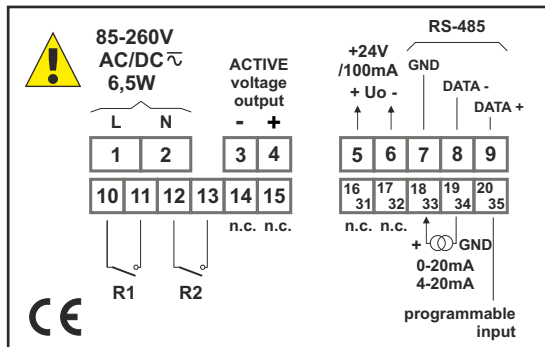 85-260V
AC/DC
6,5W
L N
ACTIVE
voltage
output
- +
+24V
/100mA
+ Uo -
RS-485
GND
DATA -
DATA +
1 2 3 4 5 6 7 8 9
10 11 12 13 14 15 16 31 17 32 18 33 19 34 20 35
n.c. n.c. n.c. n.c.
R1 R2
+ GND
0-20mA
4-20mA
programmable
input
CE